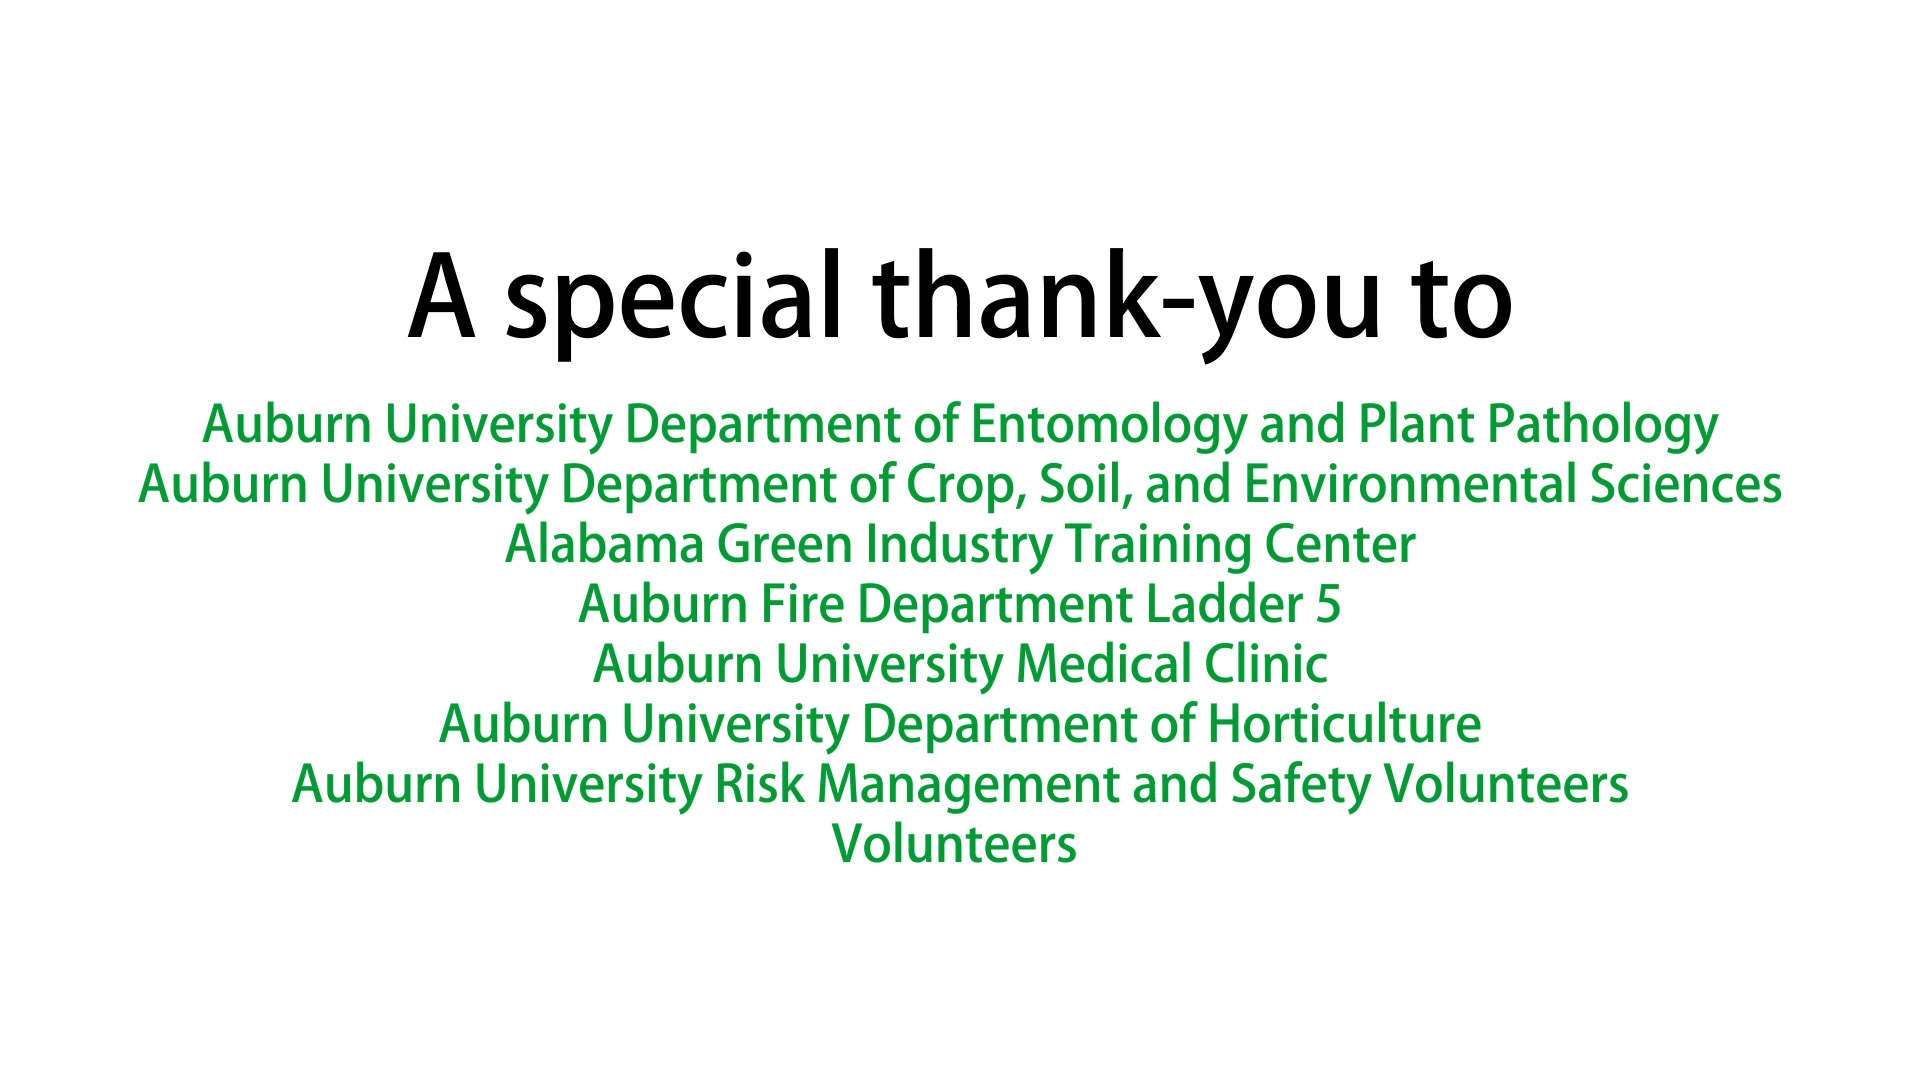 A special thank-you to
Auburn University Department of Entomology and Plant Pathology
Auburn University Department of Crop, Soil, and Environmental Sciences
Alabama Green Industry Training Center
Auburn Fire Department Ladder 5
Auburn University Medical Clinic
Auburn University Department of Horticulture
Auburn University Risk Management and Safety Volunteers
Volunteers